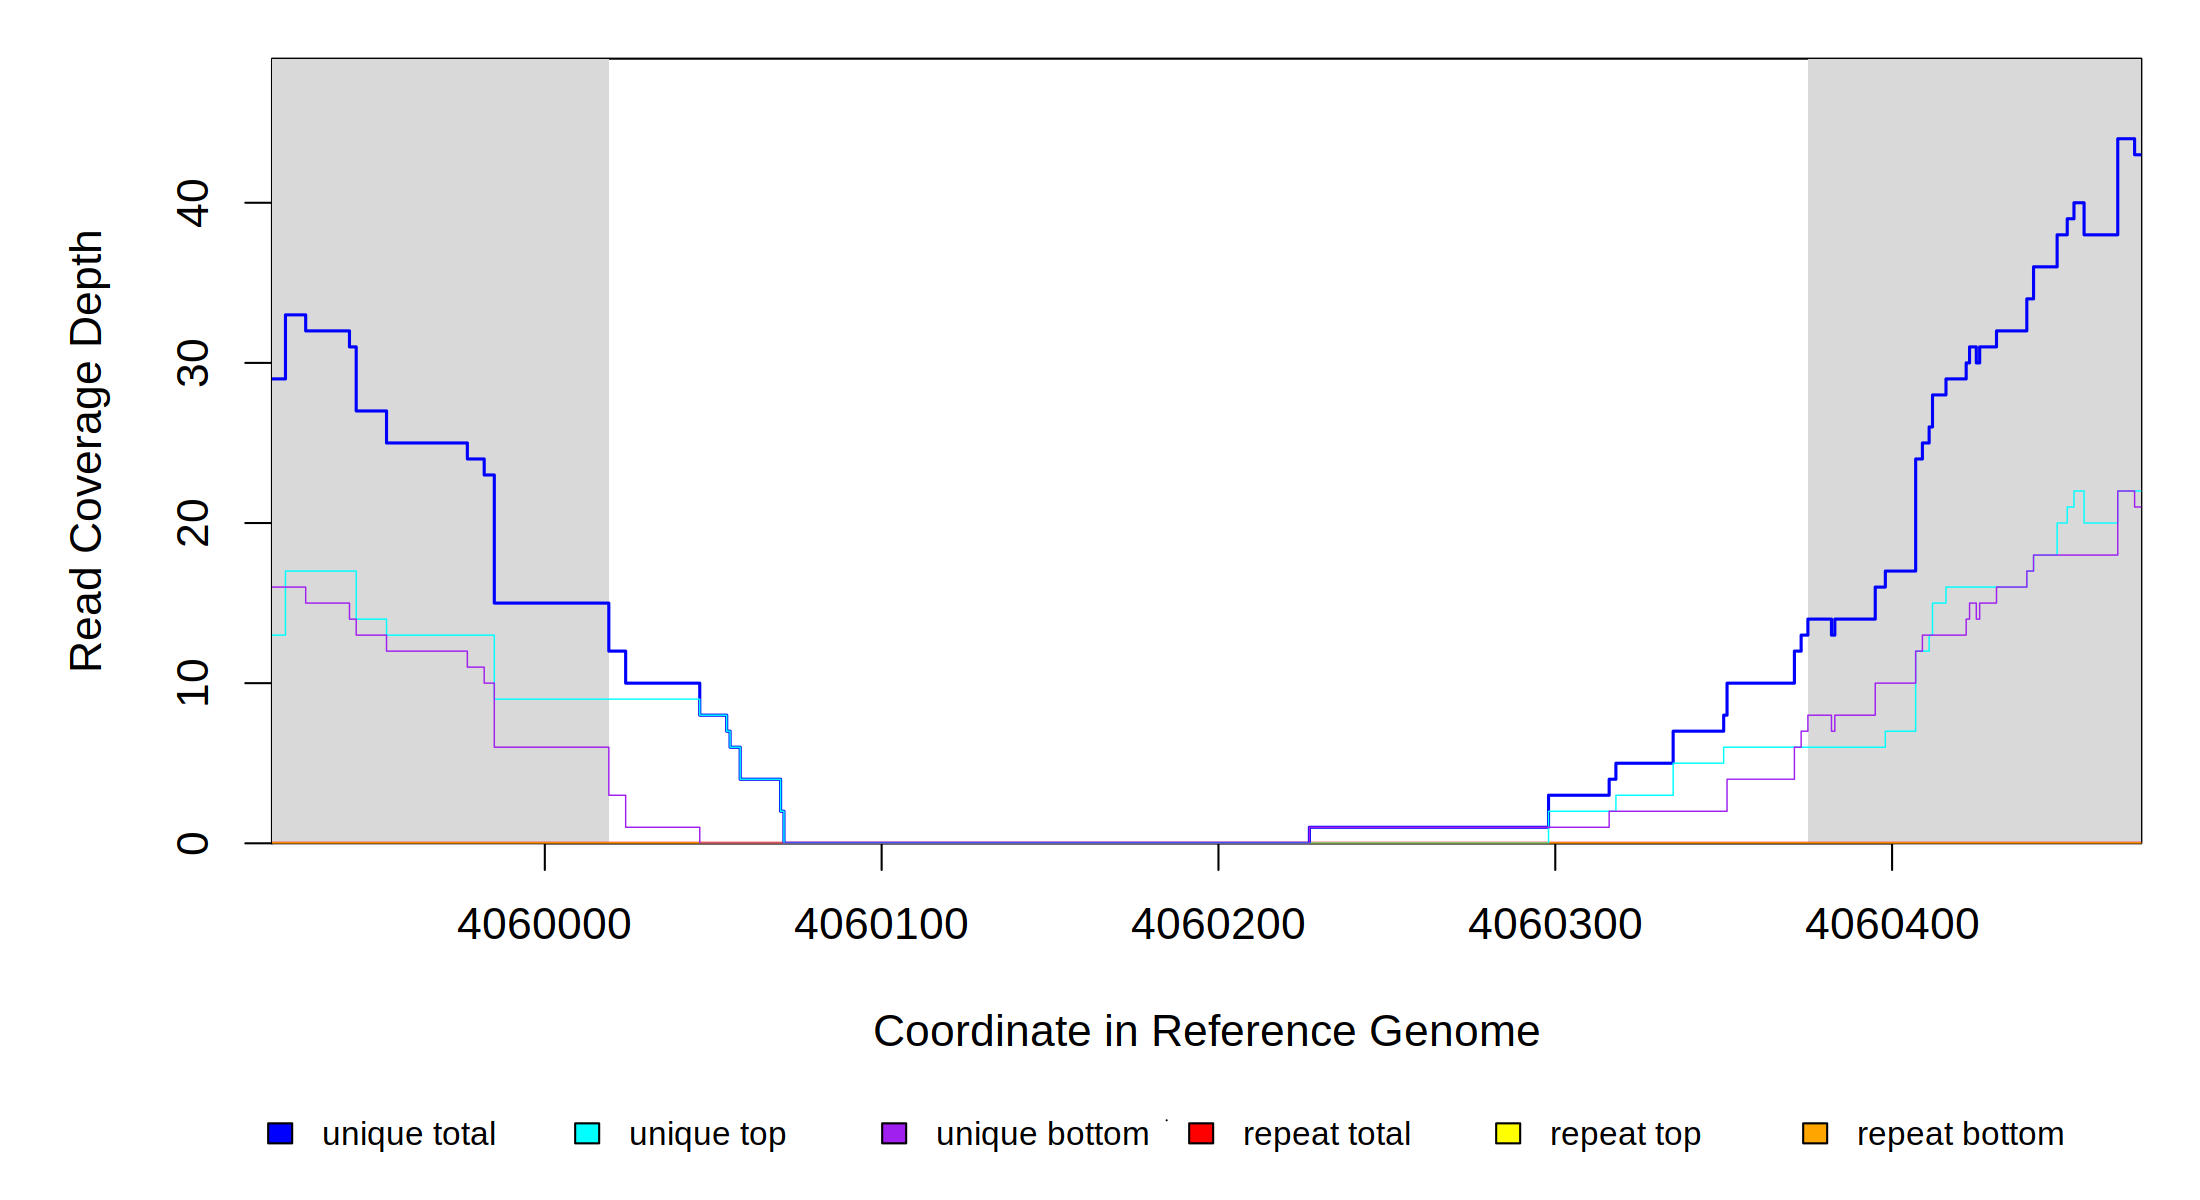 Read Coverage Depth
40
30
20
10
0
4060000 4060100 4060200 4060300 4060400
Coordinate in Reference Genome
unique total unique top unique bottom repeat total repeat top repeat bottom